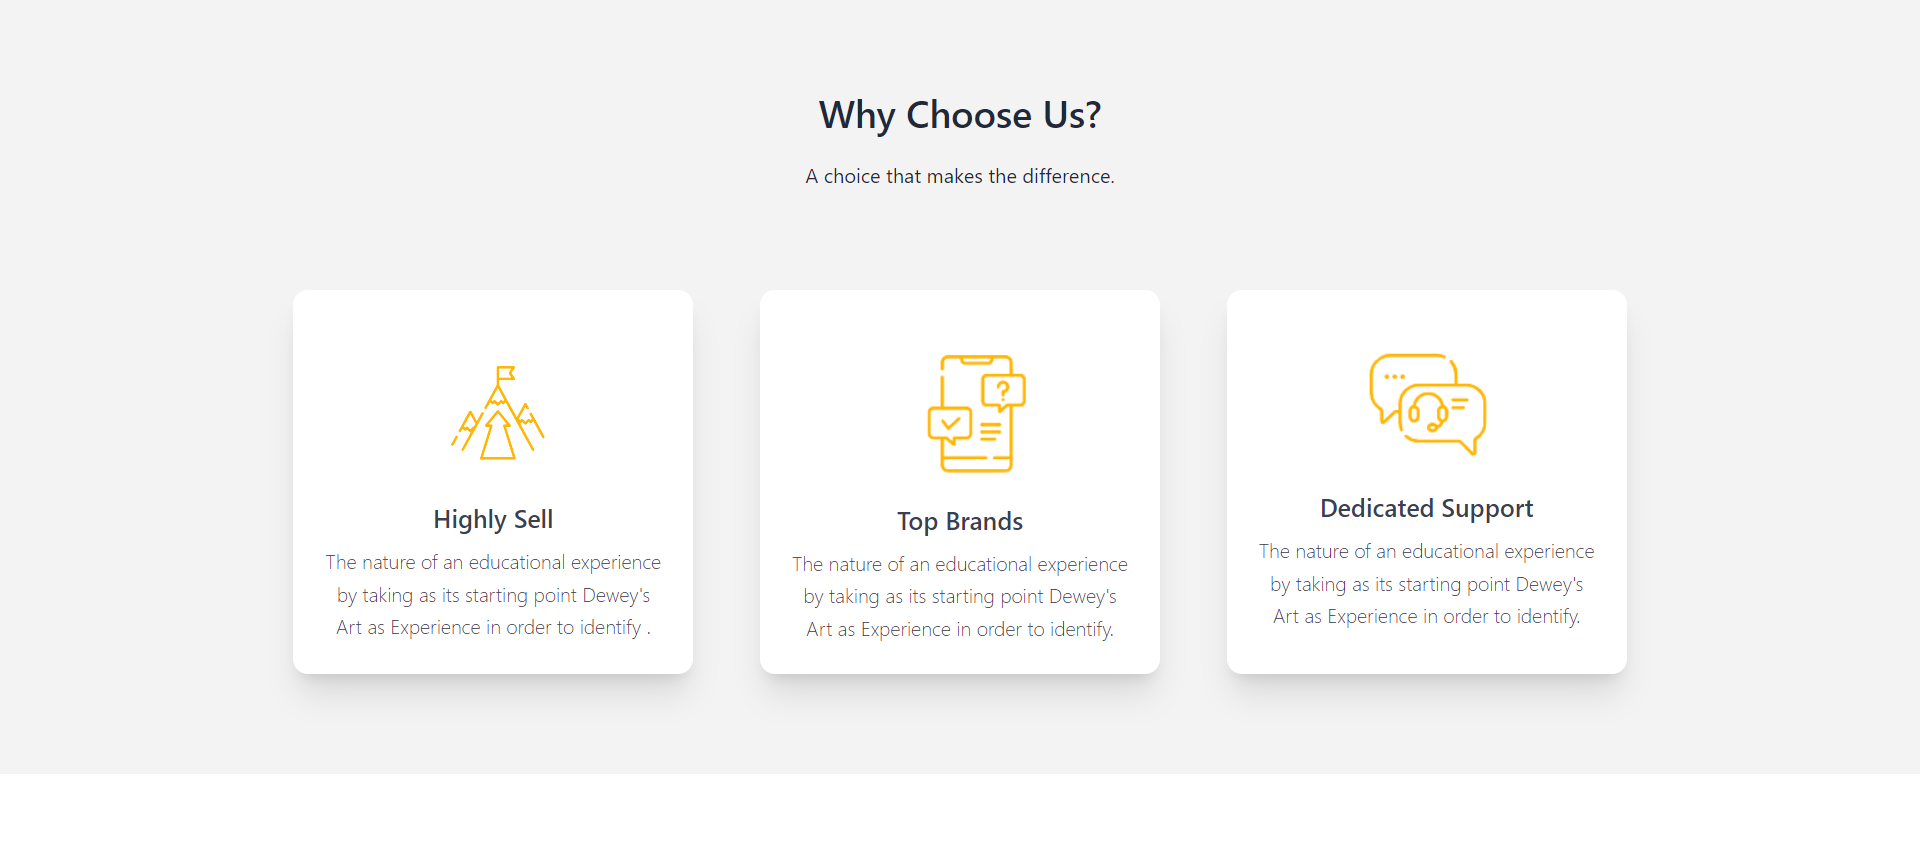 Why Choose Us?
A choice that makes the difference.
Highly Sell
The nature of an educational experience
by taking as its starting point Dewey's
Art as Experience in order to identify .
Top Brands
The nature of an educational experience
by taking as its starting point Dewey's
Art as Experience in order to identify.
Dedicated Support
The nature of an educational experience
by taking as its starting point Dewey's
Art as Experience in order to identify.